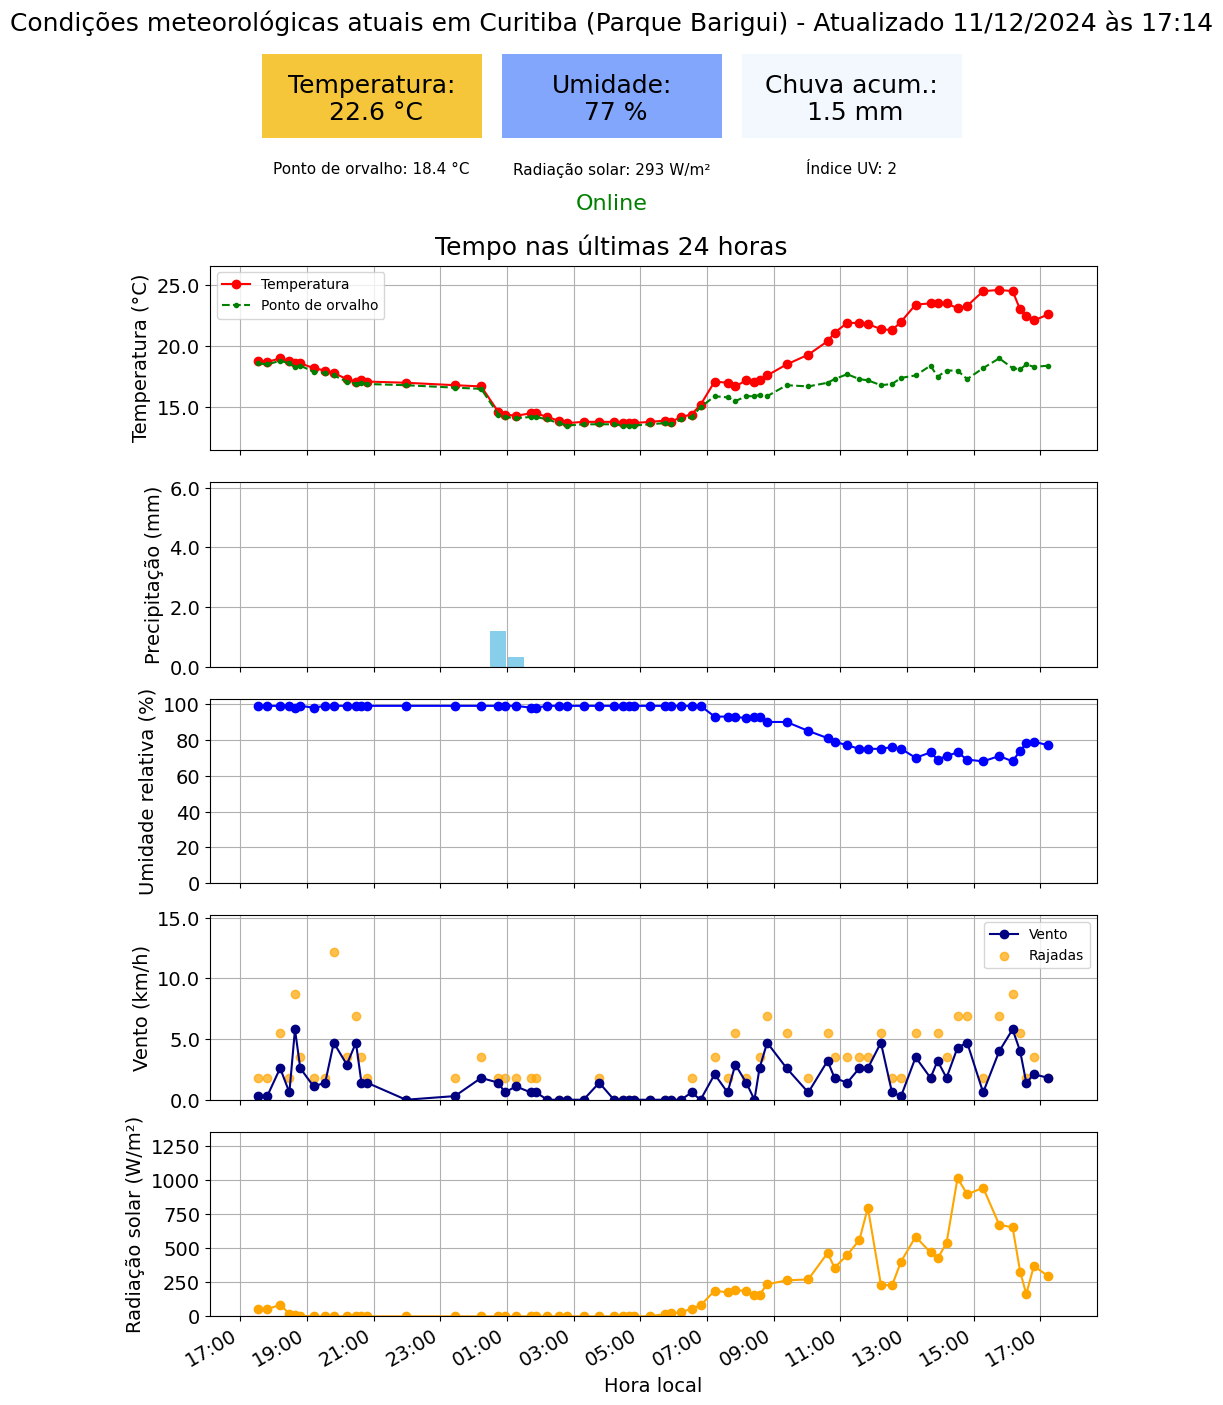 Condições meteorológicas atuais em Curitiba (Parque Barigui) - Atualizado 11/12/2024 às 17:14
Temperatura:
22.6 °C
Umidade:
77 %
Chuva acum.:
1.5 mm
Ponto de orvalho: 18.4 °C
Radiação solar: 293 W/m²
Índice UV: 2
Online
Tempo nas últimas 24 horas
Temperatura (°C)
25.0
20.0
15.0
Temperatura
Ponto de orvalho
Precipitação (mm)
6.0
4.0
2.0
0.0
Umidade relativa (%)
100
80
60
40
20
0
Vento (km/h)
15.0
10.0
5.0
0.0
Vento
Rajadas
Radiação solar (W/m²)
1250
1000
750
500
250
0
17:00
19:00
21:00
23:00
01:00
03:00
05:00
07:00
09:00
11:00
13:00
15:00
17:00
Hora local